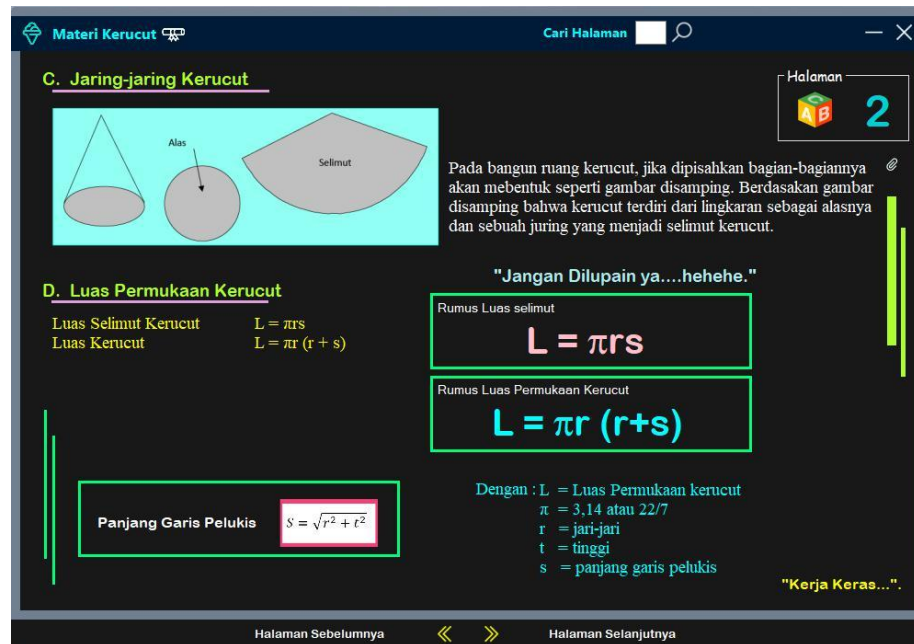 Materi Kerucut
Cari Halaman
C. Jaring-jaring Kerucut
Halaman
2
Alas
Selimut
Pada bangun ruang kerucut, jika dipisahkan bagian-bagiannya
akan mebentuk seperti gambar disamping. Berdasakan gambar
disamping bahwa kerucut terdiri dari lingkaran sebagai alasnya
dan sebuah juring yang menjadi selimut kerucut.
D. Luas Permukaan Kerucut
Luas Selimut Kerucut L = πrs
Luas Kerucut L = πr (r + s)
"Jangan Dilupain ya....hehehe."
Rumus Luas selimut
L = πrs
Rumus Luas Permukaan Kerucut
L = πr (r+s)
Panjang Garis Pelukis S = √r² + t²
Dengan : L = Luas Permukaan kerucut
π = 3,14 atau 22/7
r = jari-jari
t = tinggi
s = panjang garis pelukis
"Kerja Keras...".
Halaman Sebelumnya
Halaman Selanjutnya